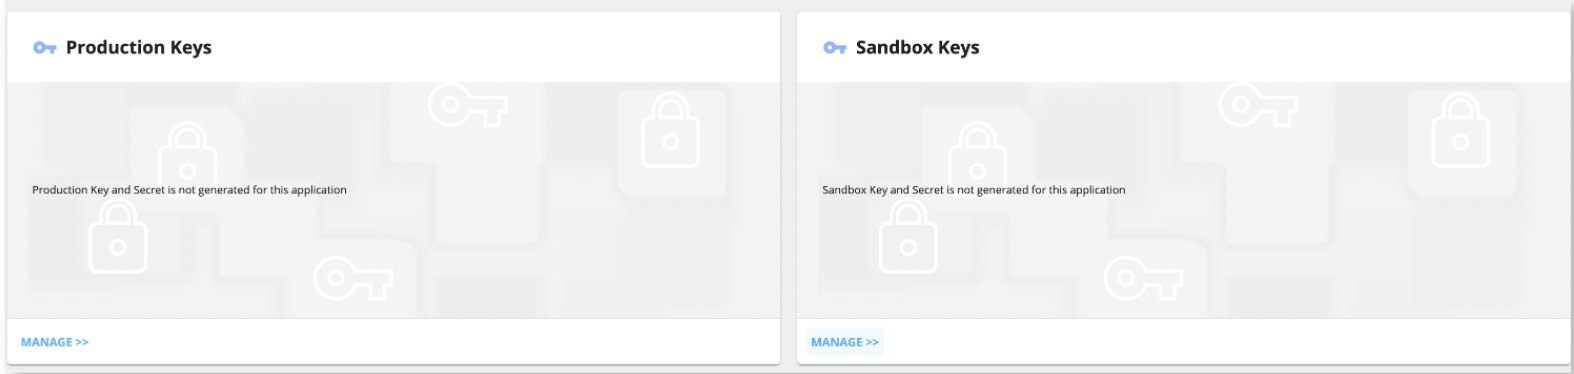 Production Keys
Production Key and Secret is not generated for this application
MANAGE >>
Sandbox Keys
Sandbox Key and Secret is not generated for this application
MANAGE >>